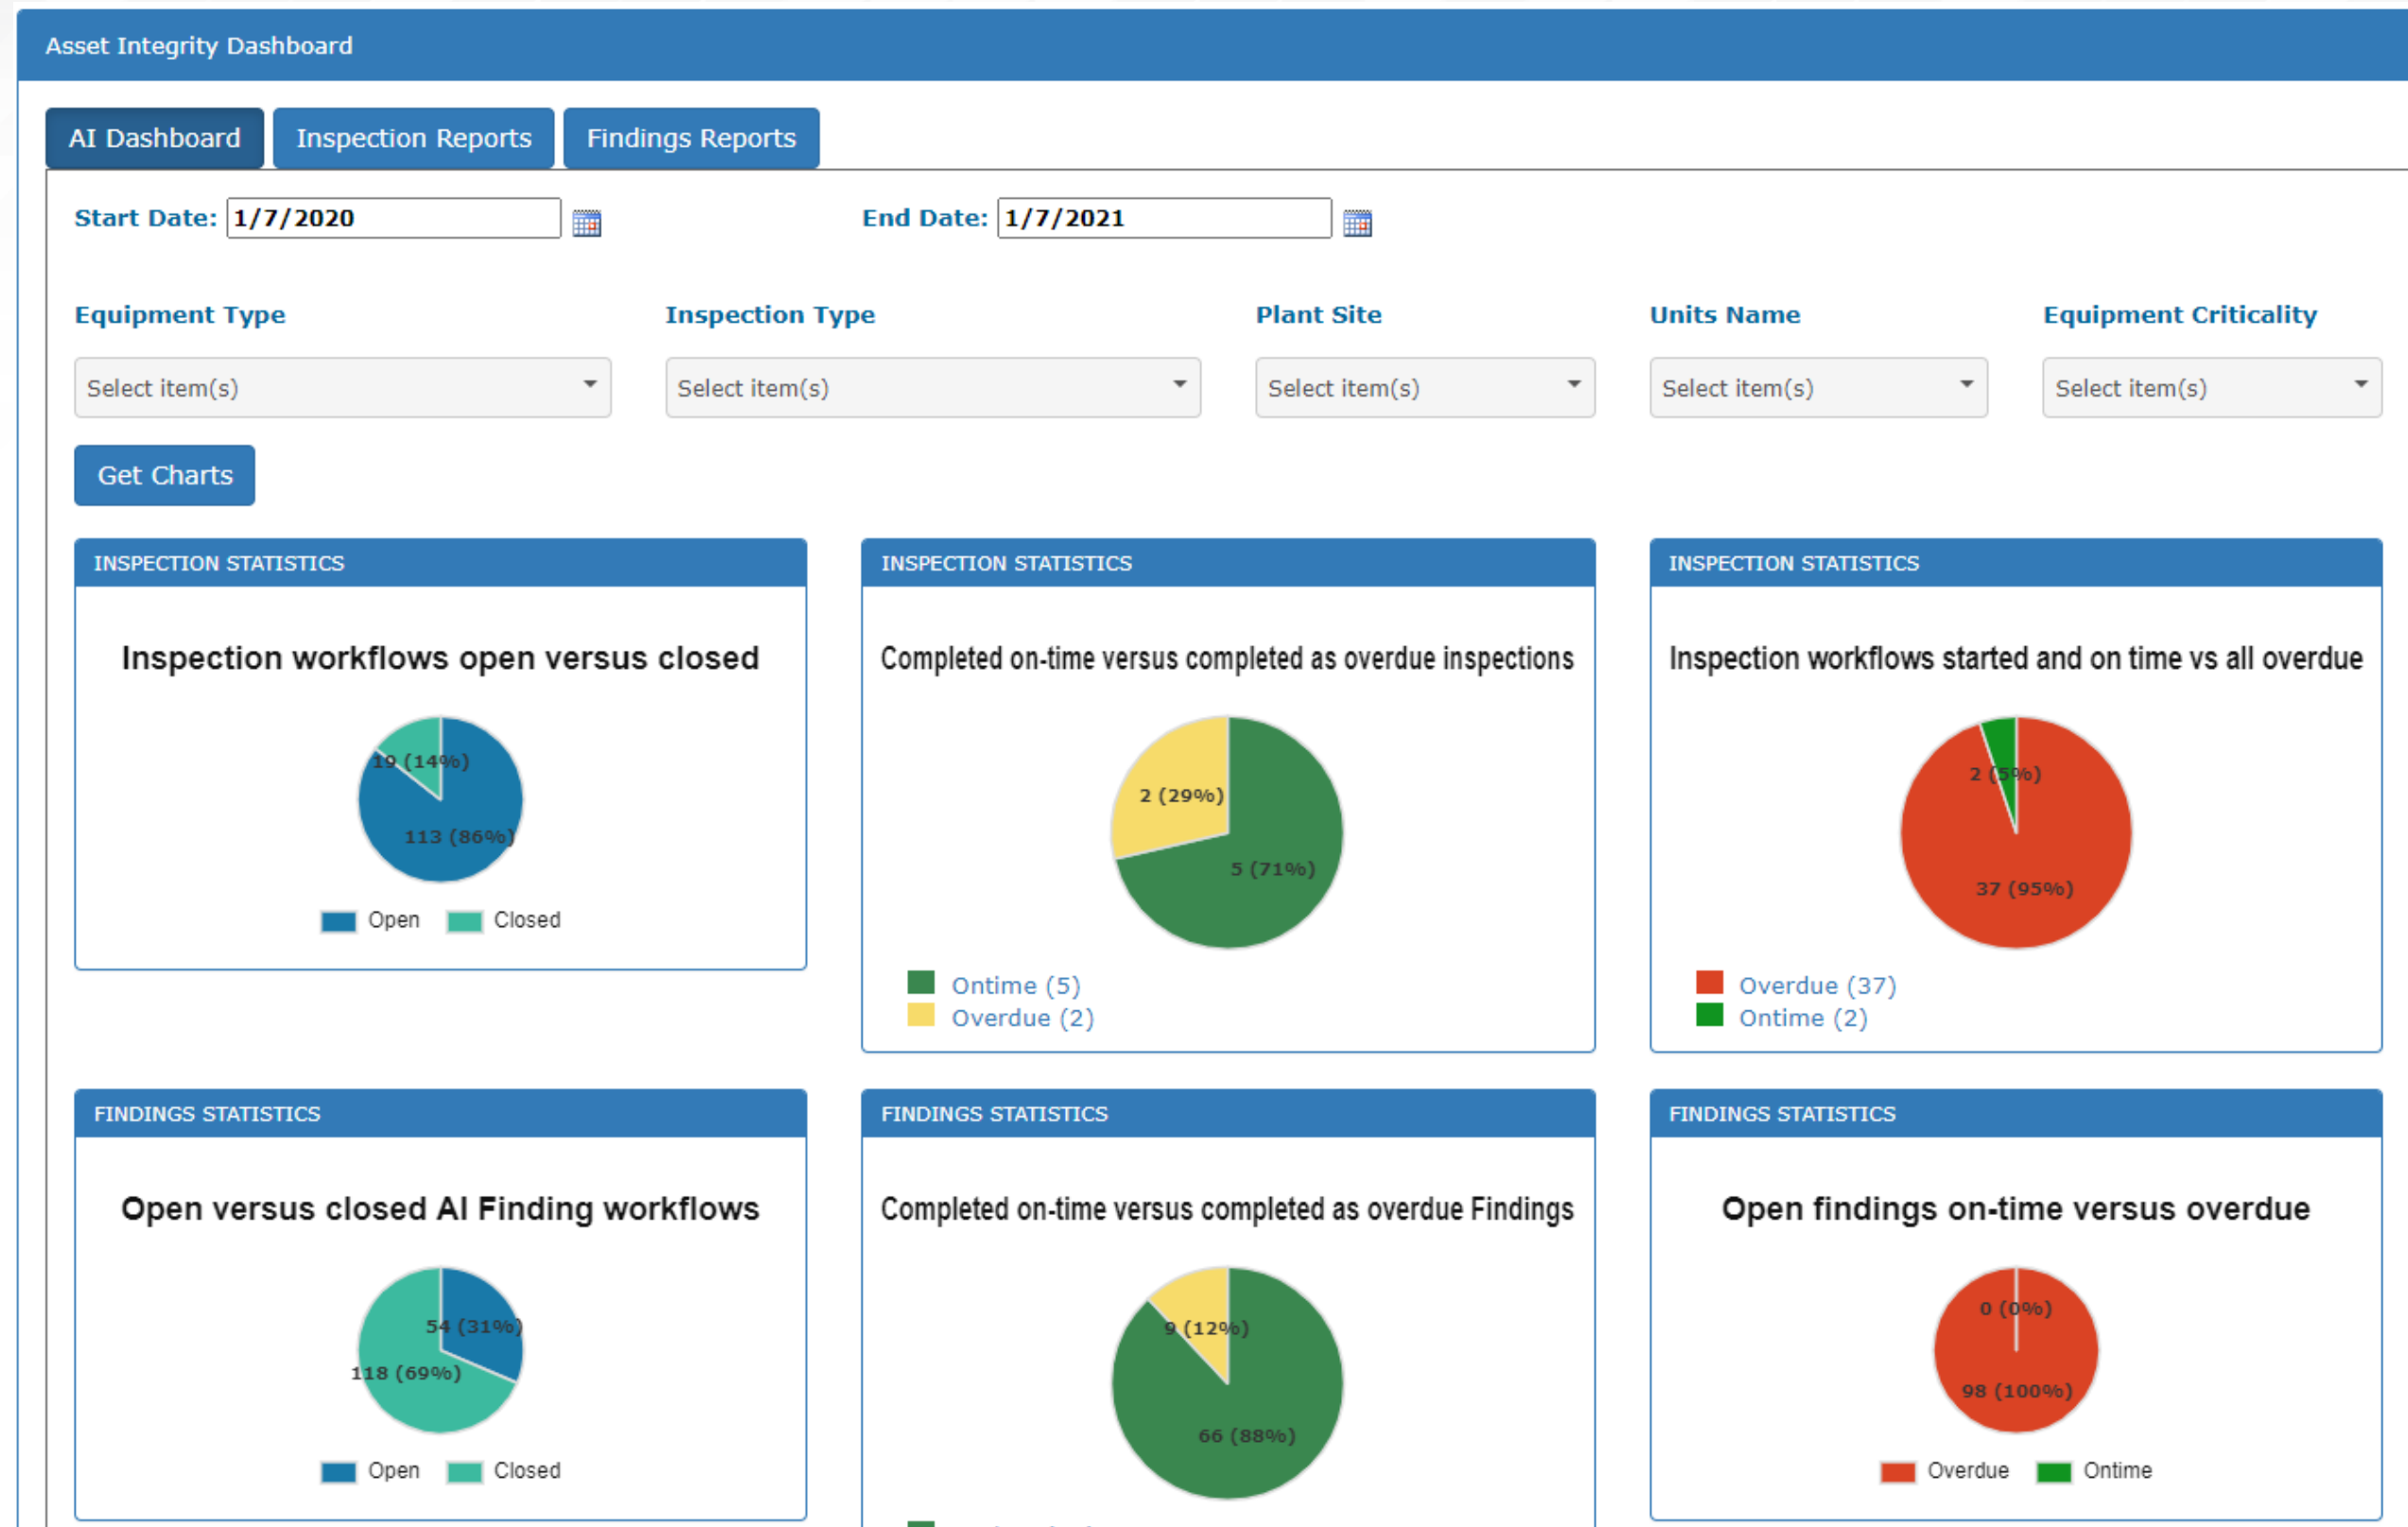 Asset Integrity Dashboard
AI Dashboard Inspection Reports Findings Reports
Start Date: 1/7/2020 End Date: 1/7/2021
Equipment Type Inspection Type Plant Site Units Name Equipment Criticality
Select item(s) Select item(s) Select item(s) Select item(s) Select item(s)
Get Charts
INSPECTION STATISTICS
Inspection workflows open versus closed
19 (14%)
113 (86%)
Open Closed
INSPECTION STATISTICS
Completed on-time versus completed as overdue inspections
2 (29%)
5 (71%)
Ontime (5)
Overdue (2)
INSPECTION STATISTICS
Inspection workflows started and on time vs all overdue
2 (5%)
37 (95%)
Overdue (37)
Ontime (2)
FINDINGS STATISTICS
Open versus closed AI Finding workflows
54 (31%)
118 (69%)
Open Closed
FINDINGS STATISTICS
Completed on-time versus completed as overdue Findings
9 (12%)
66 (88%)
FINDINGS STATISTICS
Open findings on-time versus overdue
0 (0%)
98 (100%)
Overdue Ontime